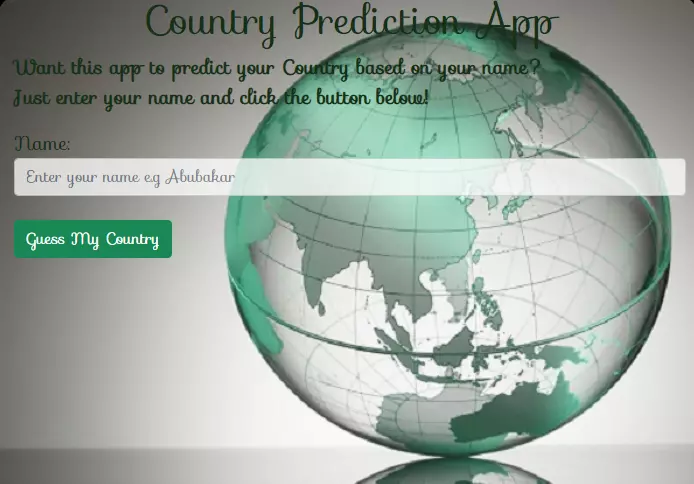 Country Prediction App
Want this app to predict your Country based on your name?
Just enter your name and click the button below!
Name:
Enter your name e.g Abubakar
Guess My Country